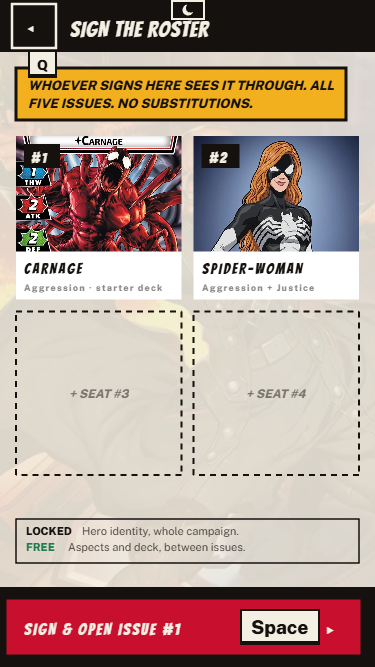 ◂ SIGN THE ROSTER
Q
WHOEVER SIGNS HERE SEES IT THROUGH. ALL
FIVE ISSUES. NO SUBSTITUTIONS.
CARNAGE
#1
1
THW
2
ATK
2
DEF
CARNAGE
Aggression · starter deck
#2
SPIDER-WOMAN
Aggression + Justice
+ SEAT #3
+ SEAT #4
LOCKED Hero identity, whole campaign.
FREE Aspects and deck, between issues.
SIGN & OPEN ISSUE #1 Space ▸